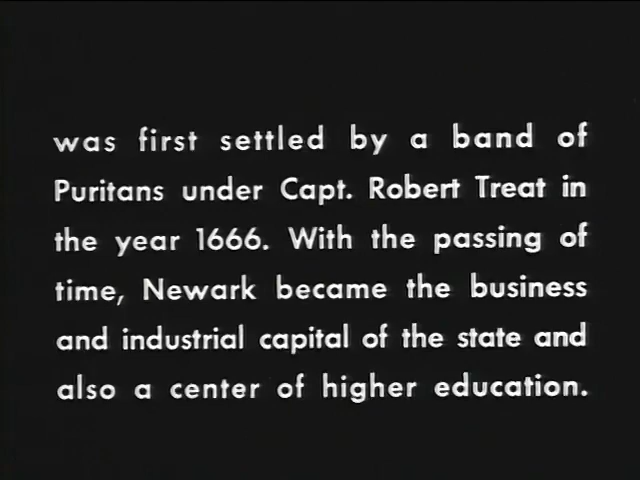 was first settled by a band of
Puritans under Capt. Robert Treat in
the year 1666. With the passing of
time, Newark became the business
and industrial capital of the state and
also a center of higher education.